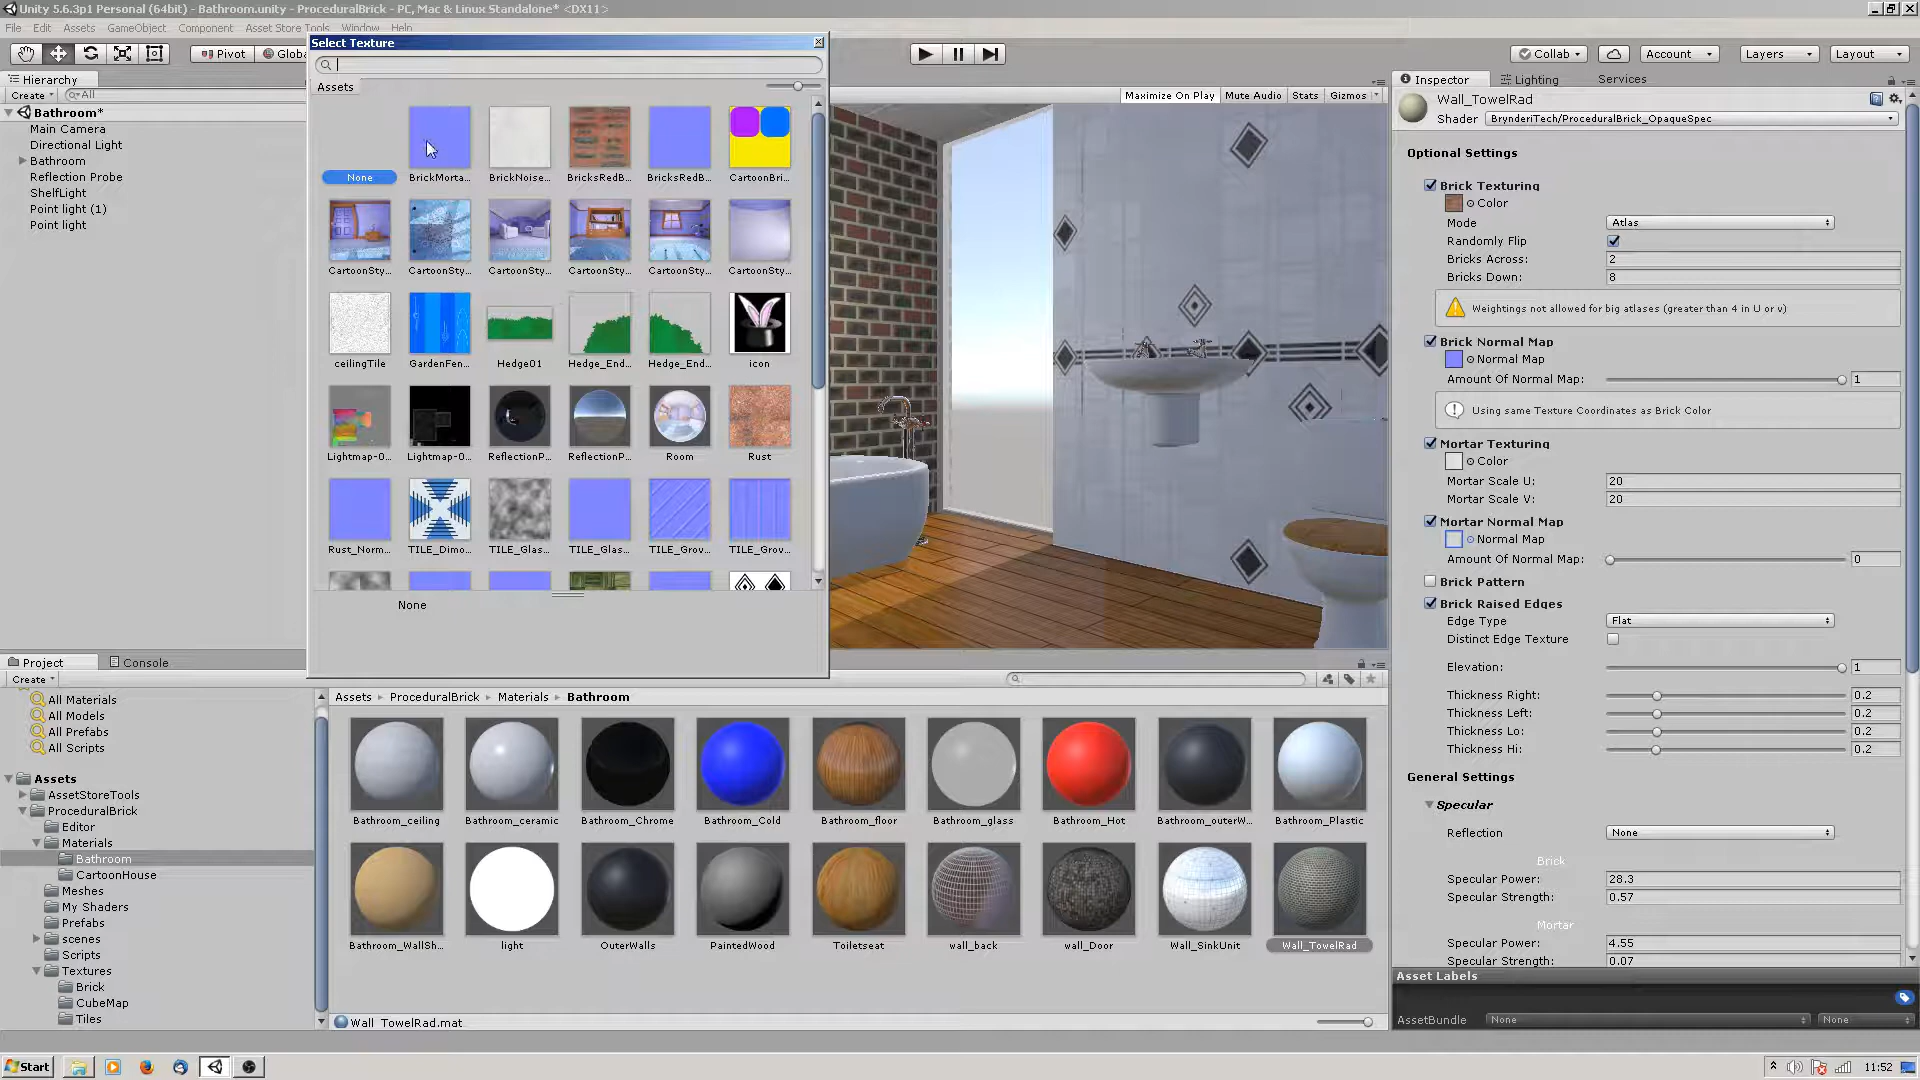 Unity 5.6.3p1 Personal (64bit) - Bathroom.unity - ProceduralBrick - PC, Mac & Linux Standalone* <DX11>
File Edit Assets GameObject Component Asset Store Tools Window Help
Pivot Globa
Collab Account Layers Layout
Select Texture
Assets
None BrickMorta... BrickNoise... BricksRedB... BricksRedB... CartoonBri...
CartoonSty... CartoonSty... CartoonSty... CartoonSty... CartoonSty... CartoonSty...
ceilingTile GardenFen... Hedge01 Hedge_End... Hedge_End... icon
Lightmap-0... Lightmap-0... ReflectionP... ReflectionP... Room Rust
Rust_Norm... TILE_Dimo... TILE_Glas... TILE_Glas... TILE_Grov... TILE_Grov...
None
Hierarchy
Create All
Bathroom*
Main Camera
Directional Light
Bathroom
Reflection Probe
ShelfLight
Point light (1)
Point light
Maximize On Play Mute Audio Stats Gizmos
Inspector Lighting Services
Wall_TowelRad
Shader BrynderiTech/ProceduralBrick_OpaqueSpec
Optional Settings
Brick Texturing
Color
Mode Atlas
Randomly Flip
Bricks Across: 2
Bricks Down: 8
Weightings not allowed for big atlases (greater than 4 in U or v)
Brick Normal Map
Normal Map
Amount Of Normal Map: 1
Using same Texture Coordinates as Brick Color
Mortar Texturing
Color
Mortar Scale U: 20
Mortar Scale V: 20
Mortar Normal Map
Normal Map
Amount Of Normal Map: 0
Brick Pattern
Brick Raised Edges
Edge Type Flat
Distinct Edge Texture
Elevation: 1
Thickness Right: 0.2
Thickness Left: 0.2
Thickness Lo: 0.2
Thickness Hi: 0.2
General Settings
Specular
Reflection None
Brick
Specular Power: 28.3
Specular Strength: 0.57
Mortar
Specular Power: 4.55
Specular Strength: 0.07
Asset Labels
AssetBundle None None
Project Console
Create
All Materials
All Models
All Prefabs
All Scripts
Assets
AssetStoreTools
ProceduralBrick
Editor
Materials
Bathroom
CartoonHouse
Meshes
My Shaders
Prefabs
scenes
Scripts
Textures
Brick
CubeMap
Tiles
Assets ProceduralBrick Materials Bathroom
Bathroom_ceiling Bathroom_ceramic Bathroom_Chrome Bathroom_Cold Bathroom_floor Bathroom_glass Bathroom_Hot Bathroom_outerW... Bathroom_Plastic
Bathroom_WallSh... light OuterWalls PaintedWood Toiletseat wall_back wall_Door Wall_SinkUnit Wall_TowelRad
Wall_TowelRad.mat
Start 11:52